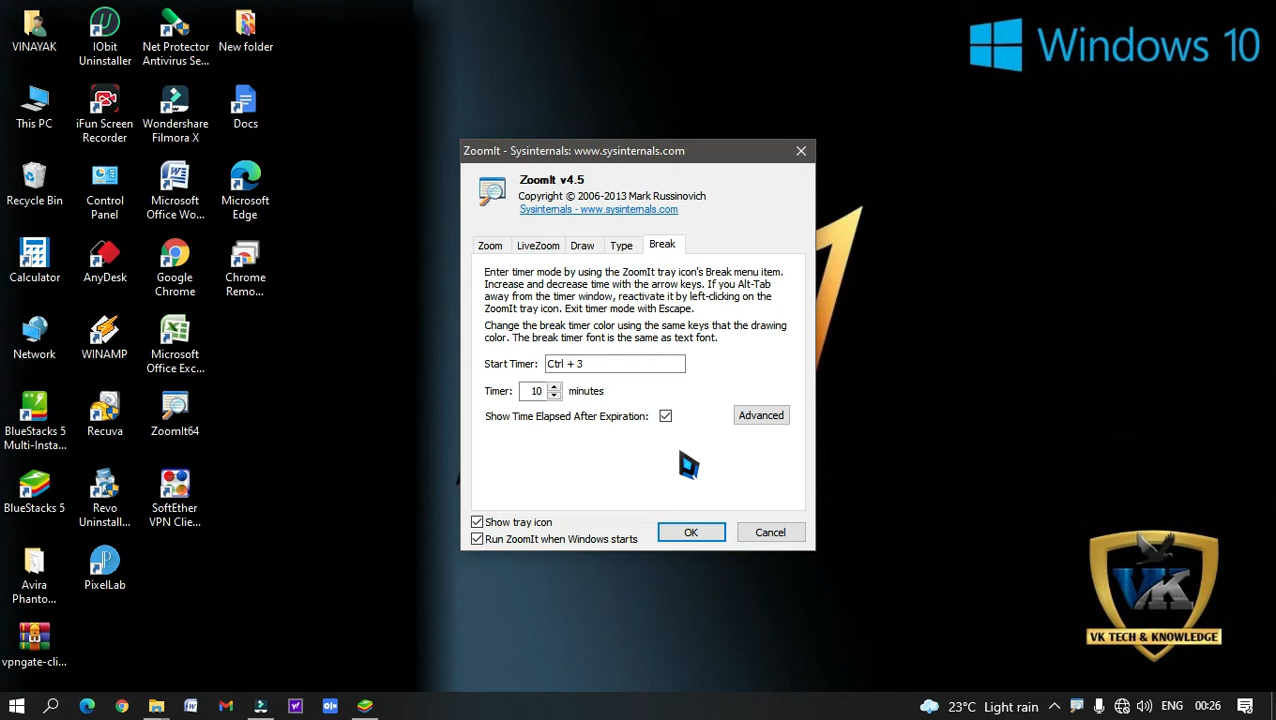 VINAYAK
IObit
Uninstaller
Net Protector
Antivirus Se...
New folder
This PC
iFun Screen
Recorder
Wondershare
Filmora X
Docs
Recycle Bin
Control
Panel
Microsoft
Office Wo...
Microsoft
Edge
Calculator
AnyDesk
Google
Chrome
Chrome
Remo...
Network
WINAMP
Microsoft
Office Exc...
BlueStacks 5
Multi-Insta...
Recuva
ZoomIt64
BlueStacks 5
Revo
Uninstall...
SoftEther
VPN Clie...
Avira
Phanto...
PixelLab
vpngate-cli...
Windows 10
ZoomIt - Sysinternals: www.sysinternals.com
ZoomIt v4.5
Copyright © 2006-2013 Mark Russinovich
Sysinternals - www.sysinternals.com
Zoom LiveZoom Draw Type Break
Enter timer mode by using the ZoomIt tray icon's Break menu item.
Increase and decrease time with the arrow keys. If you Alt-Tab
away from the timer window, reactivate it by left-clicking on the
ZoomIt tray icon. Exit timer mode with Escape.
Change the break timer color using the same keys that the drawing
color. The break timer font is the same as text font.
Start Timer: Ctrl + 3
Timer: 10 minutes
Show Time Elapsed After Expiration:
Advanced
Show tray icon
Run ZoomIt when Windows starts
OK
Cancel
VK
VK TECH & KNOWLEDGE
23°C Light rain
ENG
00:26